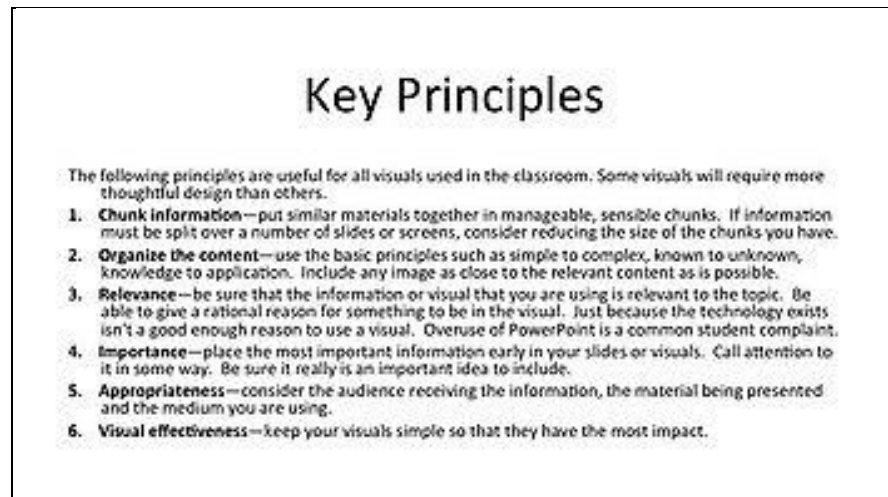 Key Principles
The following principles are useful for all visuals used in the classroom. Some visuals will require more
thoughtful design than others.
1. Chunk information—put similar materials together in manageable, sensible chunks. If information
must be split over a number of slides or screens, consider reducing the size of the chunks you have.
2. Organize the content—use the basic principles such as simple to complex, known to unknown,
knowledge to application. Include any image as close to the relevant content as is possible.
3. Relevance—be sure that the information or visual that you are using is relevant to the topic. Be
able to give a rational reason for something to be in the visual. Just because the technology exists
isn't a good enough reason to use a visual. Overuse of PowerPoint is a common student complaint.
4. Importance—place the most important information early in your slides or visuals. Call attention to
it in some way. Be sure it really is an important idea to include.
5. Appropriateness—consider the audience receiving the information, the material being presented
and the medium you are using.
6. Visual effectiveness—keep your visuals simple so that they have the most impact.